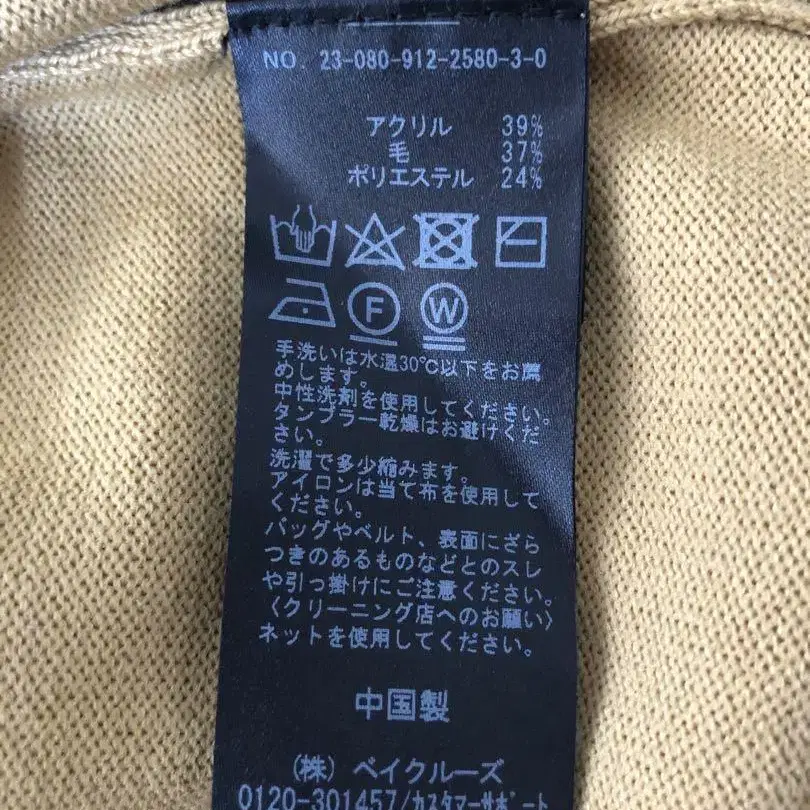 NO. 23-080-912-2580-3-0
アクリル 39%
毛 37%
ポリエステル 24%
F W
手洗いは水温30℃以下をお薦
めします。
中性洗剤を使用してください。
タンブラー乾燥はお避けくだ
さい。
洗濯で多少縮みます。
アイロンは当て布を使用して
ください。
バッグやベルト、表面にざら
つきのあるものなどとのスレ
や引っ掛けにご注意ください。
〈クリーニング店へのお願い〉
ネットを使用してください。
中国製
(株) ベイクルーズ
0120-301457/カスタマーサポート